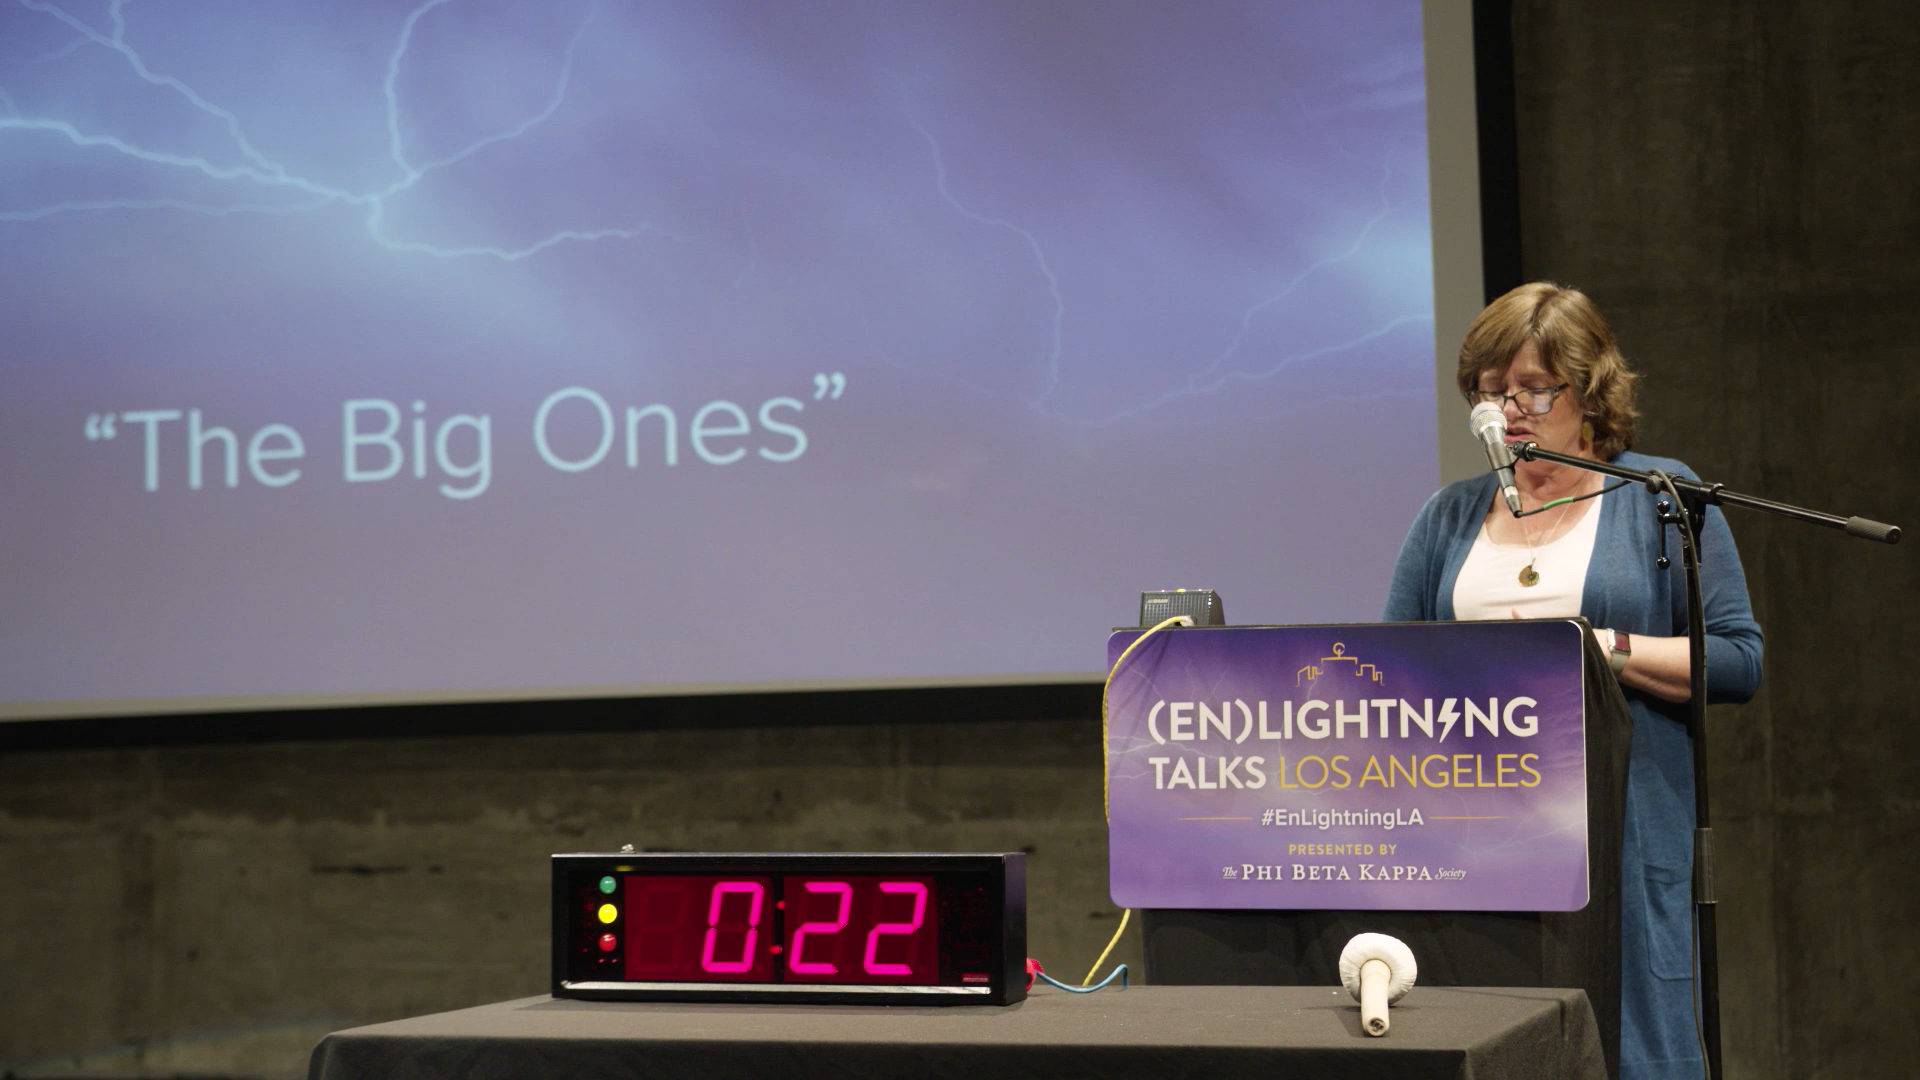 “The Big Ones”
(EN)LIGHTNING
TALKS LOS ANGELES
#EnLightningLA
PRESENTED BY
The PHI BETA KAPPA Society
0:22